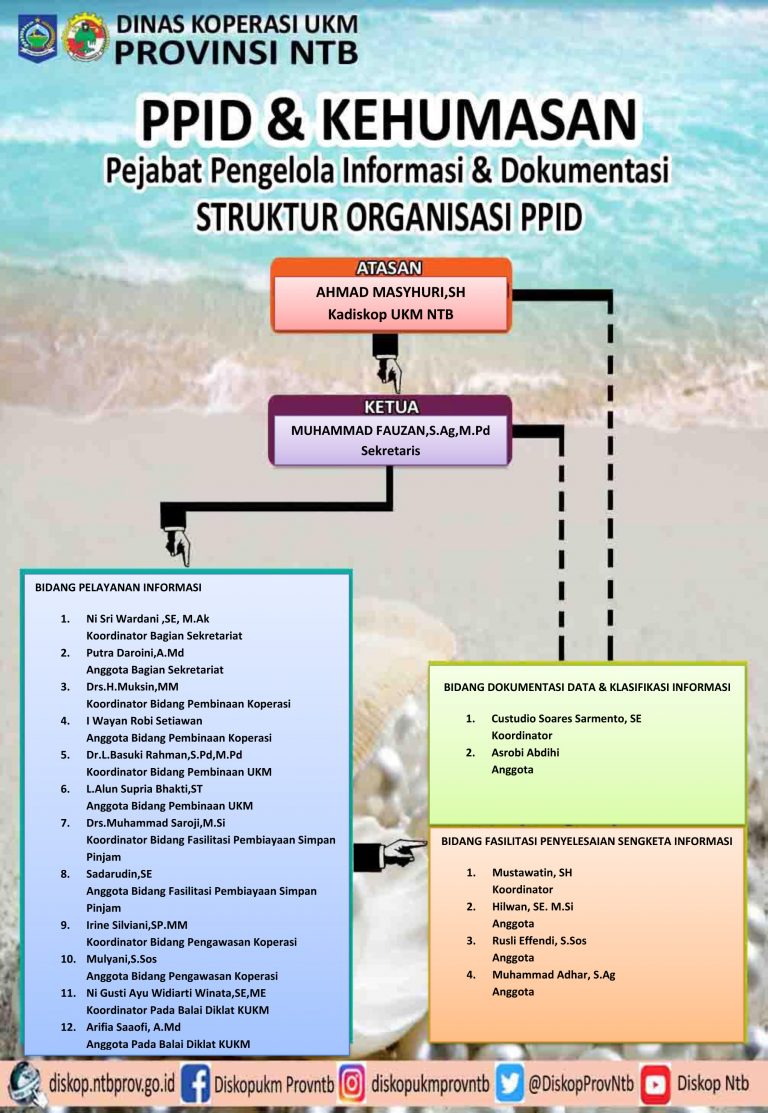 DINAS KOPERASI UKM
PROVINSI NTB
PPID & KEHUMASAN
Pejabat Pengelola Informasi & Dokumentasi
STRUKTUR ORGANISASI PPID
ATASAN
AHMAD MASYHURI,SH
Kadiskop UKM NTB
KETUA
MUHAMMAD FAUZAN,S.Ag,M.Pd
Sekretaris
BIDANG PELAYANAN INFORMASI
1. Ni Sri Wardani ,SE, M.Ak
Koordinator Bagian Sekretariat
2. Putra Daroini,A.Md
Anggota Bagian Sekretariat
3. Drs.H.Muksin,MM
Koordinator Bidang Pembinaan Koperasi
4. I Wayan Robi Setiawan
Anggota Bidang Pembinaan Koperasi
5. Dr.L.Basuki Rahman,S.Pd,M.Pd
Koordinator Bidang Pembinaan UKM
6. L.Alun Supria Bhakti,ST
Anggota Bidang Pembinaan UKM
7. Drs.Muhammad Saroji,M.Si
Koordinator Bidang Fasilitasi Pembiayaan Simpan
Pinjam
8. Sadarudin,SE
Anggota Bidang Fasilitasi Pembiayaan Simpan
Pinjam
9. Irine Silviani,SP.MM
Koordinator Bidang Pengawasan Koperasi
10. Mulyani,S.Sos
Anggota Bidang Pengawasan Koperasi
11. Ni Gusti Ayu Widiarti Winata,SE,ME
Koordinator Pada Balai Diklat KUKM
12. Arifia Saaofi, A.Md
Anggota Pada Balai Diklat KUKM
BIDANG DOKUMENTASI DATA & KLASIFIKASI INFORMASI
1. Custudio Soares Sarmento, SE
Koordinator
2. Asrobi Abdihi
Anggota
BIDANG FASILITASI PENYELESAIAN SENGKETA INFORMASI
1. Mustawatin, SH
Koordinator
2. Hilwan, SE. M.Si
Anggota
3. Rusli Effendi, S.Sos
Anggota
4. Muhammad Adhar, S.Ag
Anggota
diskop.ntbprov.go.id Diskopukm Provntb diskopukmprovntb @DiskopProvNtb Diskop Ntb